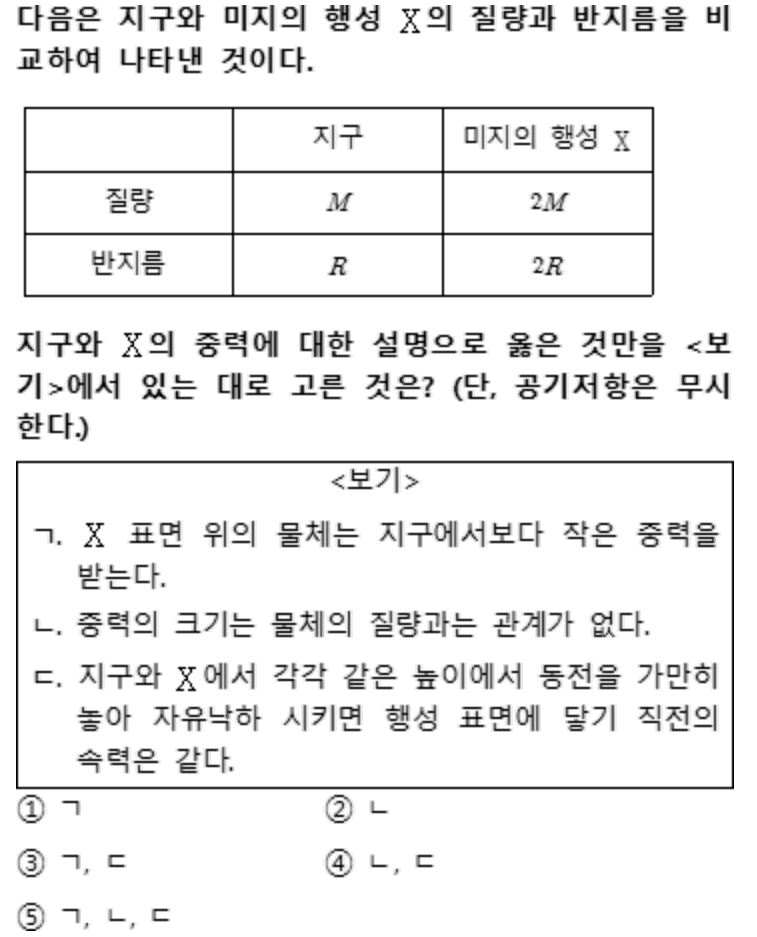 다음은 지구와 미지의 행성 X의 질량과 반지름을 비
교하여 나타낸 것이다.
지구 미지의 행성 X
질량 M 2M
반지름 R 2R
지구와 X의 중력에 대한 설명으로 옳은 것만을 <보
기>에서 있는 대로 고른 것은? (단, 공기저항은 무시
한다.)
<보기>
ㄱ. X 표면 위의 물체는 지구에서보다 작은 중력을
받는다.
ㄴ. 중력의 크기는 물체의 질량과는 관계가 없다.
ㄷ. 지구와 X에서 각각 같은 높이에서 동전을 가만히
놓아 자유낙하 시키면 행성 표면에 닿기 직전의
속력은 같다.
① ㄱ ② ㄴ
③ ㄱ, ㄷ ④ ㄴ, ㄷ
⑤ ㄱ, ㄴ, ㄷ